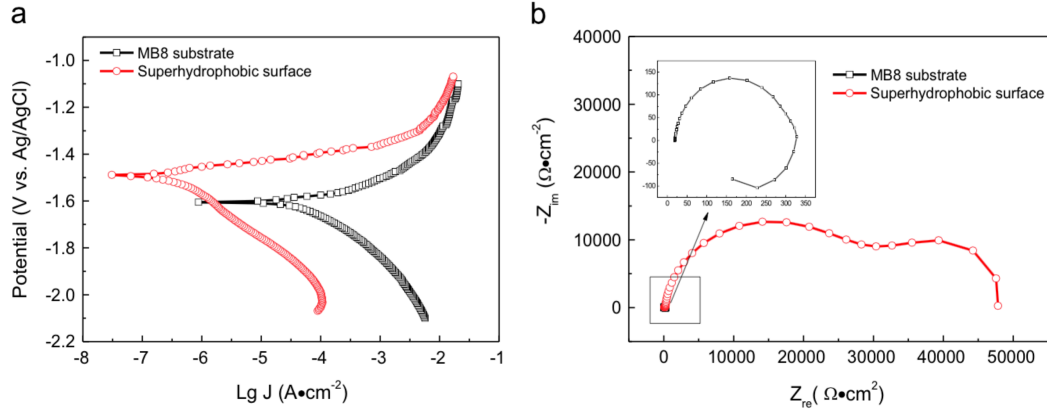 a
MB8 substrate
Superhydrophobic surface
Potential (V vs. Ag/AgCl)
-1.0
-1.2
-1.4
-1.6
-1.8
-2.0
-2.2
-8 -7 -6 -5 -4 -3 -2 -1
Lg J (A•cm-2)
b
MB8 substrate
Superhydrophobic surface
-Zim (Ω•cm-2)
40000
30000
20000
10000
0
0 10000 20000 30000 40000 50000
Zre( Ω•cm2)
150
100
50
0
-50
-100
0 50 100 150 200 250 300 350